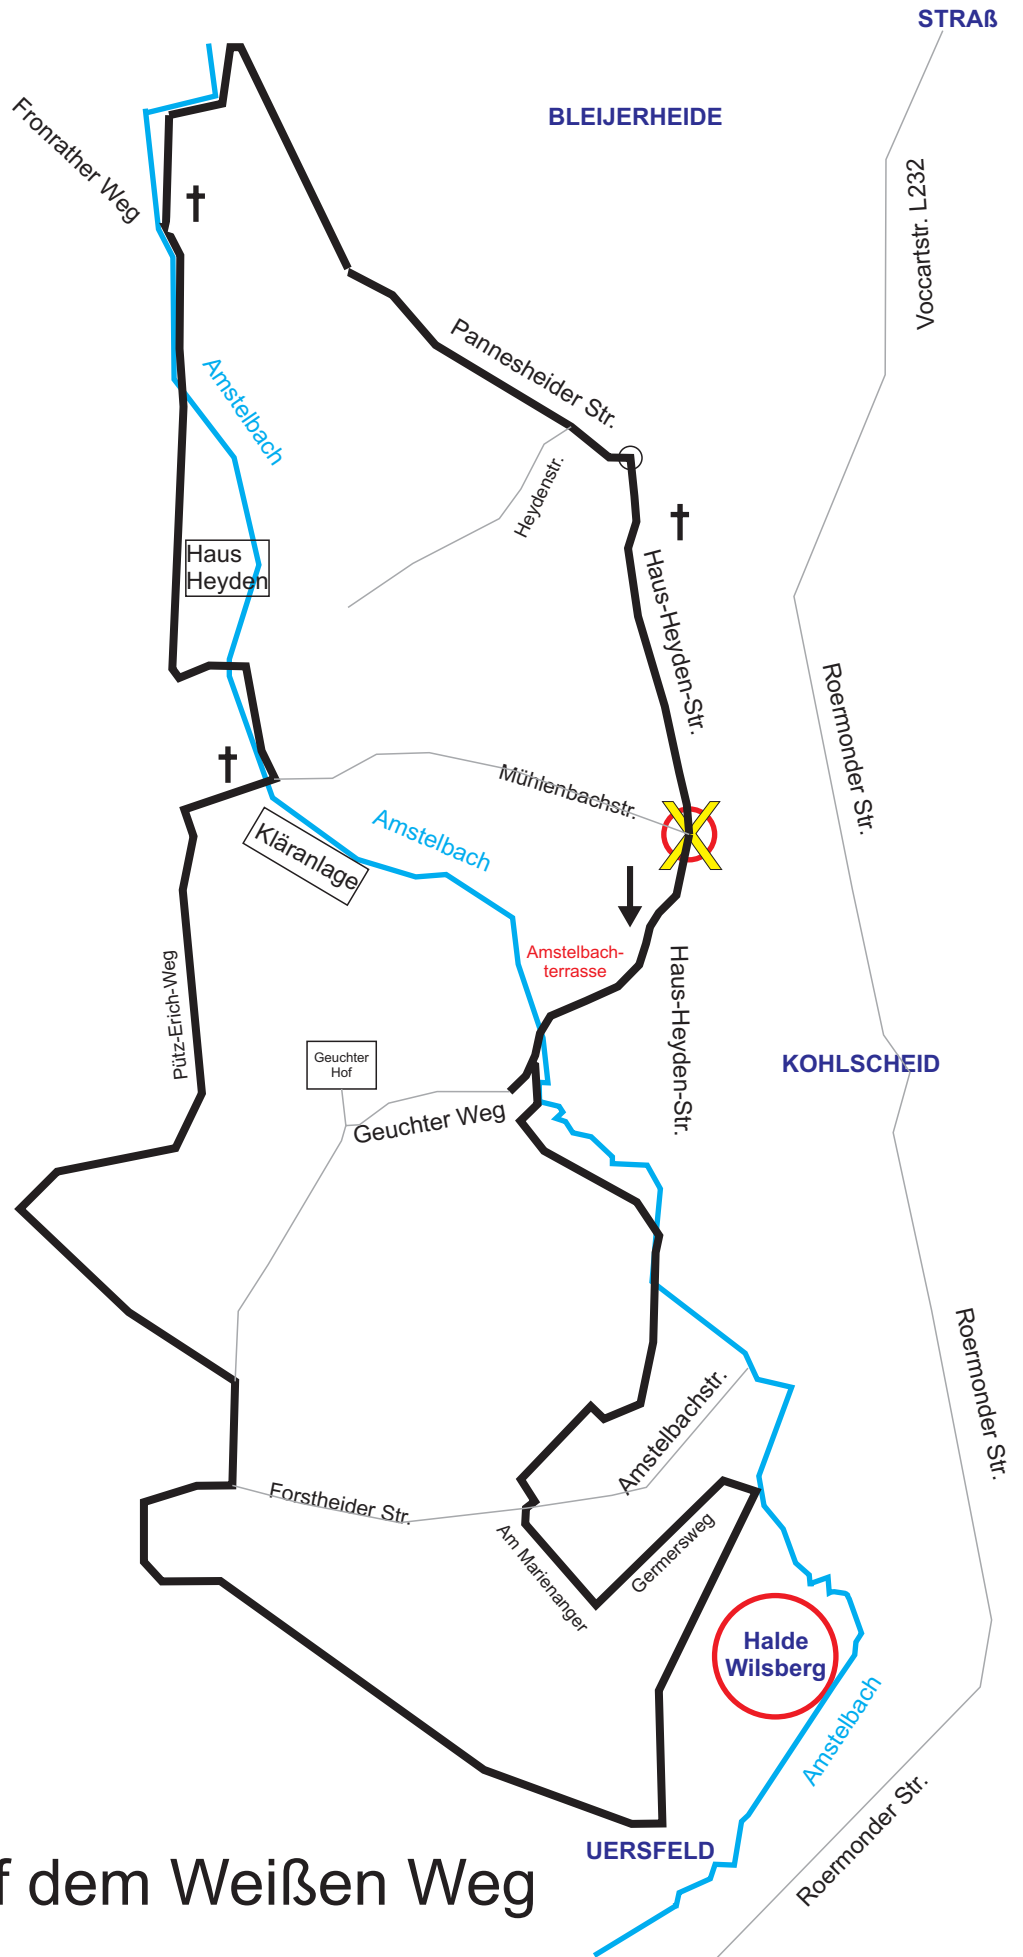 STRAß
BLEIJERHEIDE
Fronrather Weg
Voccartstr. L232
Pannesheider Str.
Amstelbach
Heydenstr.
Haus
Heyden
Haus-Heyden-Str.
Roermonder Str.
Mühlenbachstr.
Amstelbach
Kläranlage
Amstelbach-
terrasse
Haus-Heyden-Str.
Pütz-Erich-Weg
Geuchter
Hof
KOHLSCHEID
Geuchter Weg
Roermonder Str.
Amstelbachstr.
Forstheider Str.
Am Marienanger
Germersweg
Halde
Wilsberg
Amstelbach
Roermonder Str.
UERSFELD
f dem Weißen Weg